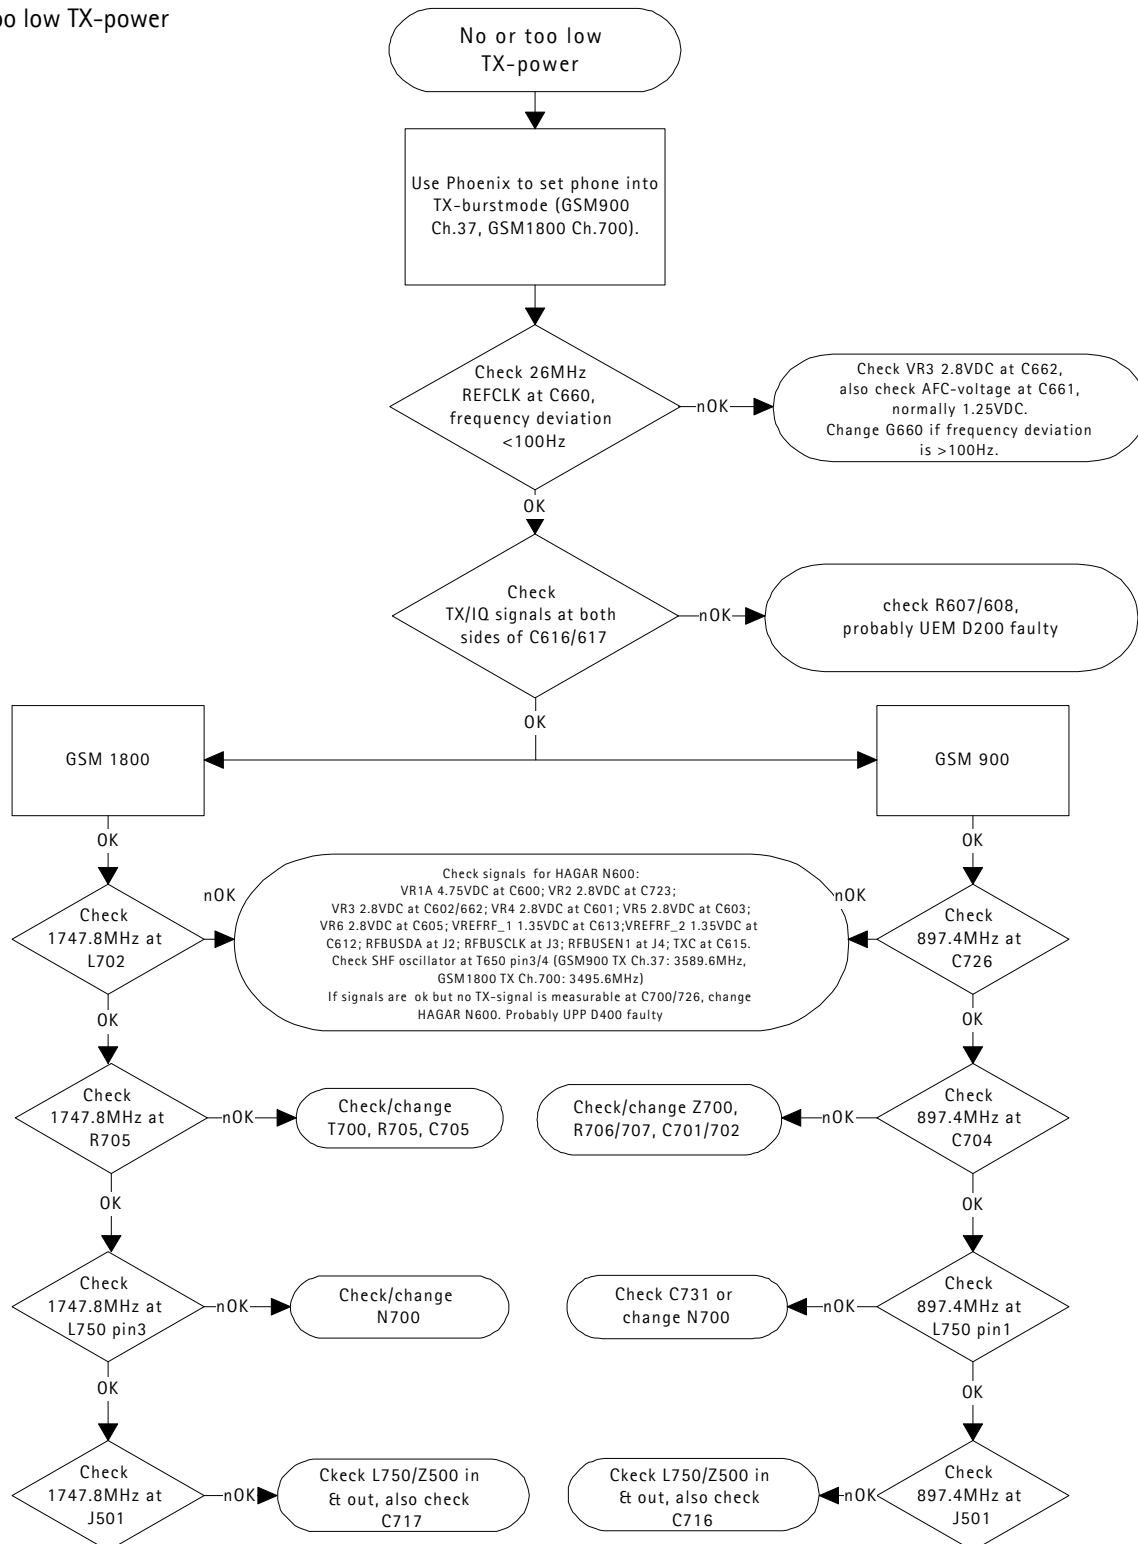 oo low TX-power
No or too low
TX-power
Use Phoenix to set phone into
TX-burstmode (GSM900
Ch.37, GSM1800 Ch.700).
Check 26MHz
REFCLK at C660,
frequency deviation
<100Hz
nOK
Check VR3 2.8VDC at C662,
also check AFC-voltage at C661,
normally 1.25VDC.
Change G660 if frequency deviation
is >100Hz.
OK
Check
TX/IQ signals at both
sides of C616/617
nOK
check R607/608,
probably UEM D200 faulty
OK
GSM 1800
GSM 900
OK
OK
Check
1747.8MHz at
L702
nOK
Check signals for HAGAR N600:
VR1A 4.75VDC at C600; VR2 2.8VDC at C723;
VR3 2.8VDC at C602/662; VR4 2.8VDC at C601; VR5 2.8VDC at C603;
VR6 2.8VDC at C605; VREFRF_1 1.35VDC at C613;VREFRF_2 1.35VDC at
C612; RFBUSDA at J2; RFBUSCLK at J3; RFBUSEN1 at J4; TXC at C615.
Check SHF oscillator at T650 pin3/4 (GSM900 TX Ch.37: 3589.6MHz,
GSM1800 TX Ch.700: 3495.6MHz)
If signals are ok but no TX-signal is measurable at C700/726, change
HAGAR N600. Probably UPP D400 faulty
nOK
Check
897.4MHz at
C726
OK
OK
Check
1747.8MHz at
R705
nOK
Check/change
T700, R705, C705
Check/change Z700,
R706/707, C701/702
nOK
Check
897.4MHz at
C704
OK
OK
Check
1747.8MHz at
L750 pin3
nOK
Check/change
N700
Check C731 or
change N700
nOK
Check
897.4MHz at
L750 pin1
OK
OK
Check
1747.8MHz at
J501
nOK
Ckeck L750/Z500 in
& out, also check
C717
Ckeck L750/Z500 in
& out, also check
C716
nOK
Check
897.4MHz at
J501